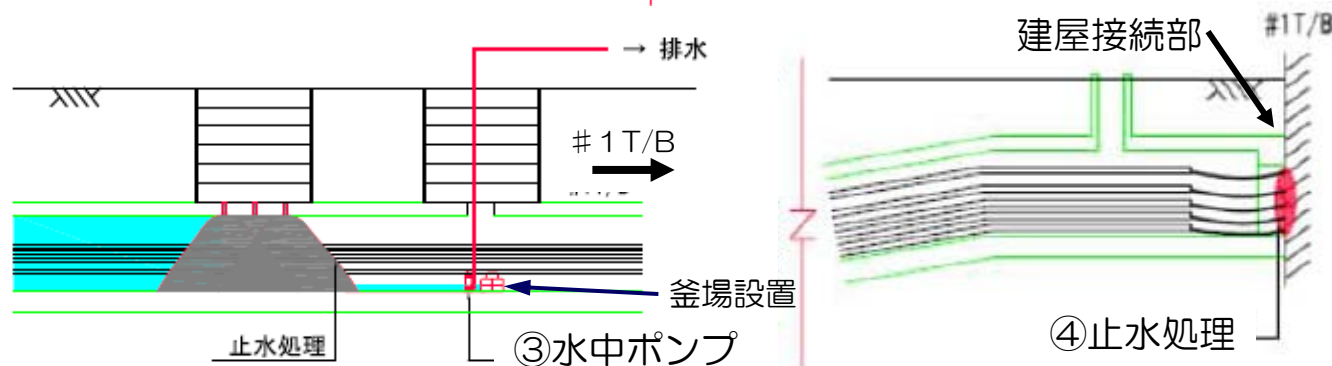 → 排水
#1T/B
釜場設置
止水処理
③水中ポンプ
建屋接続部
#1T/B
④止水処理